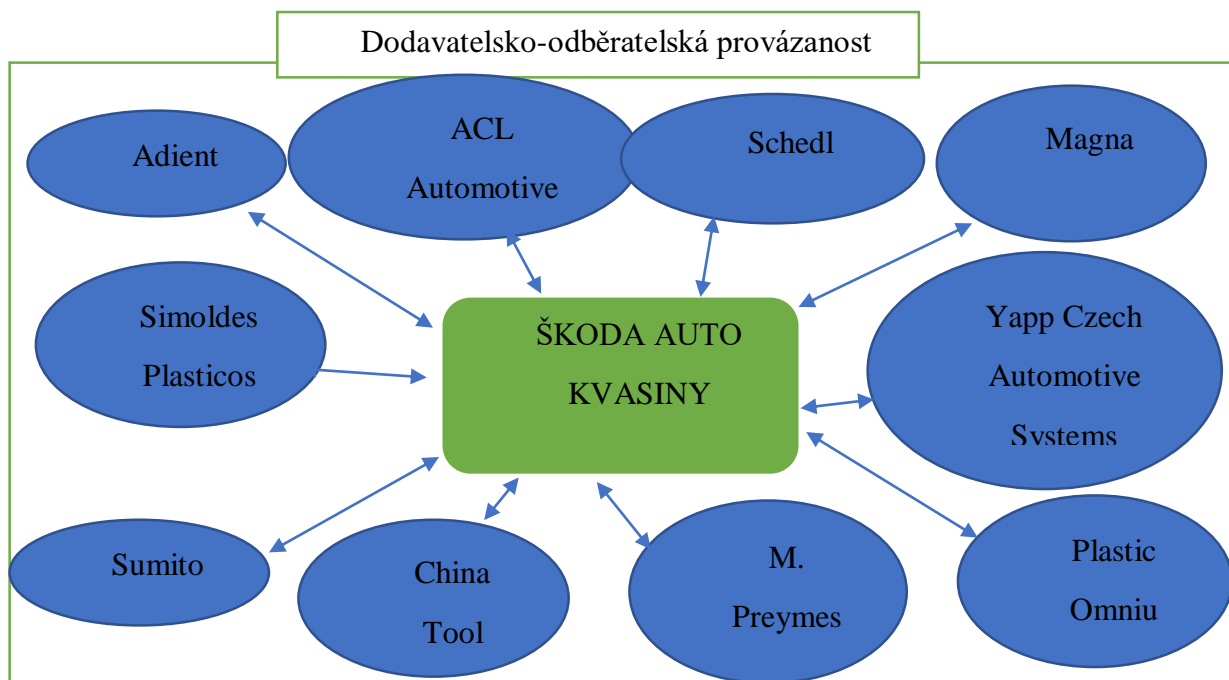 Dodavatelsko-odběratelská provázanost
Adient
ACL
Automotive
Schedl
Magna
Simoldes
Plasticos
ŠKODA AUTO
KVASINY
Yapp Czech
Automotive
Systems
Sumito
China
Tool
M.
Preymes
Plastic
Omniu